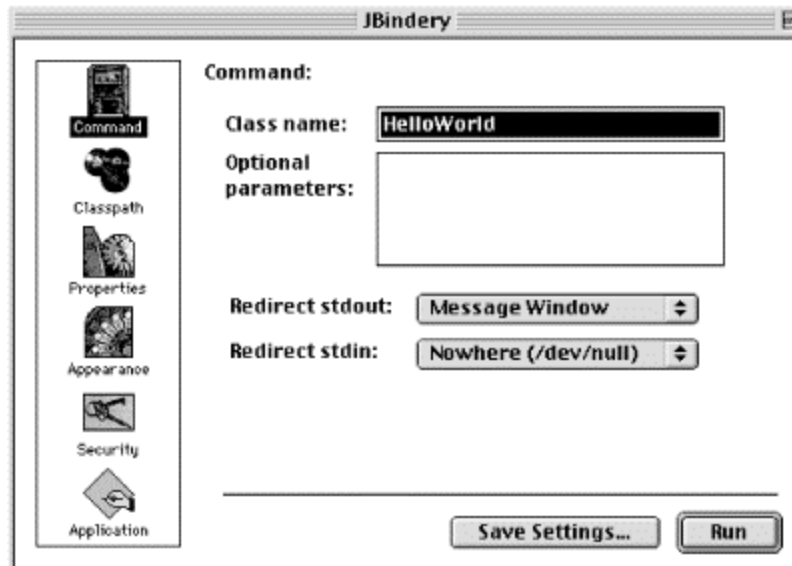 JBindery
Command
Classpath
Properties
Appearance
Security
Application
Command:
Class name:
HelloWorld
Optional
parameters:
Redirect stdout:
Message Window
Redirect stdin:
Nowhere (/dev/null)
Save Settings...
Run